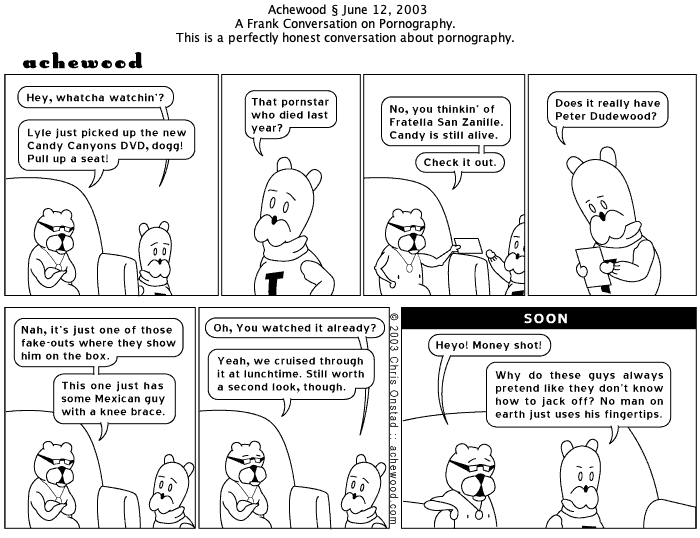 Achewood § June 12, 2003
A Frank Conversation on Pornography.
This is a perfectly honest conversation about pornography.
achewood
Hey, whatcha watchin'?
Lyle just picked up the new
Candy Canyons DVD, dogg!
Pull up a seat!
That pornstar
who died last
year?
No, you thinkin' of
Fratella San Zanille.
Candy is still alive.
Check it out.
Does it really have
Peter Dudewood?
T
Nah, it's just one of those
fake-outs where they show
him on the box.
This one just has
some Mexican guy
with a knee brace.
Oh, You watched it already?
Yeah, we cruised through
it at lunchtime. Still worth
a second look, though.
© 2003 Chris Onstad :: achewood.com
SOON
Heyo! Money shot!
Why do these guys always
pretend like they don't know
how to jack off? No man on
earth just uses his fingertips.